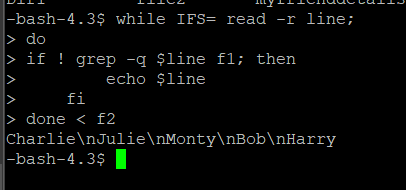 -bash-4.3$ while IFS= read -r line;
> do
> if ! grep -q $line f1; then
>         echo $line
>     fi
> done < f2
Charlie\nJulie\nMonty\nBob\nHarry
-bash-4.3$